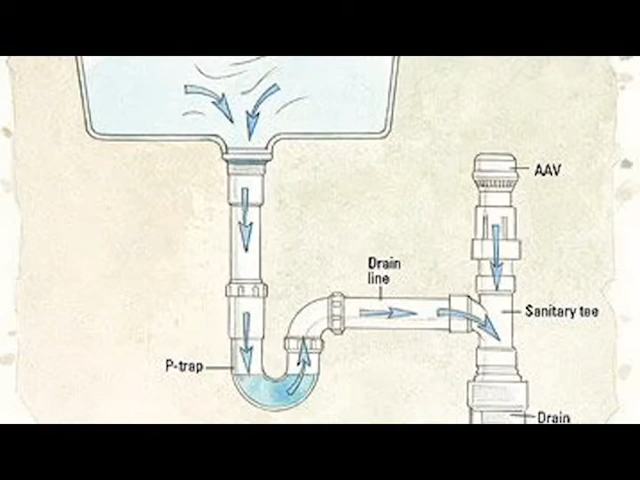 AAV
Drain
line
Sanitary tee
P-trap
Drain